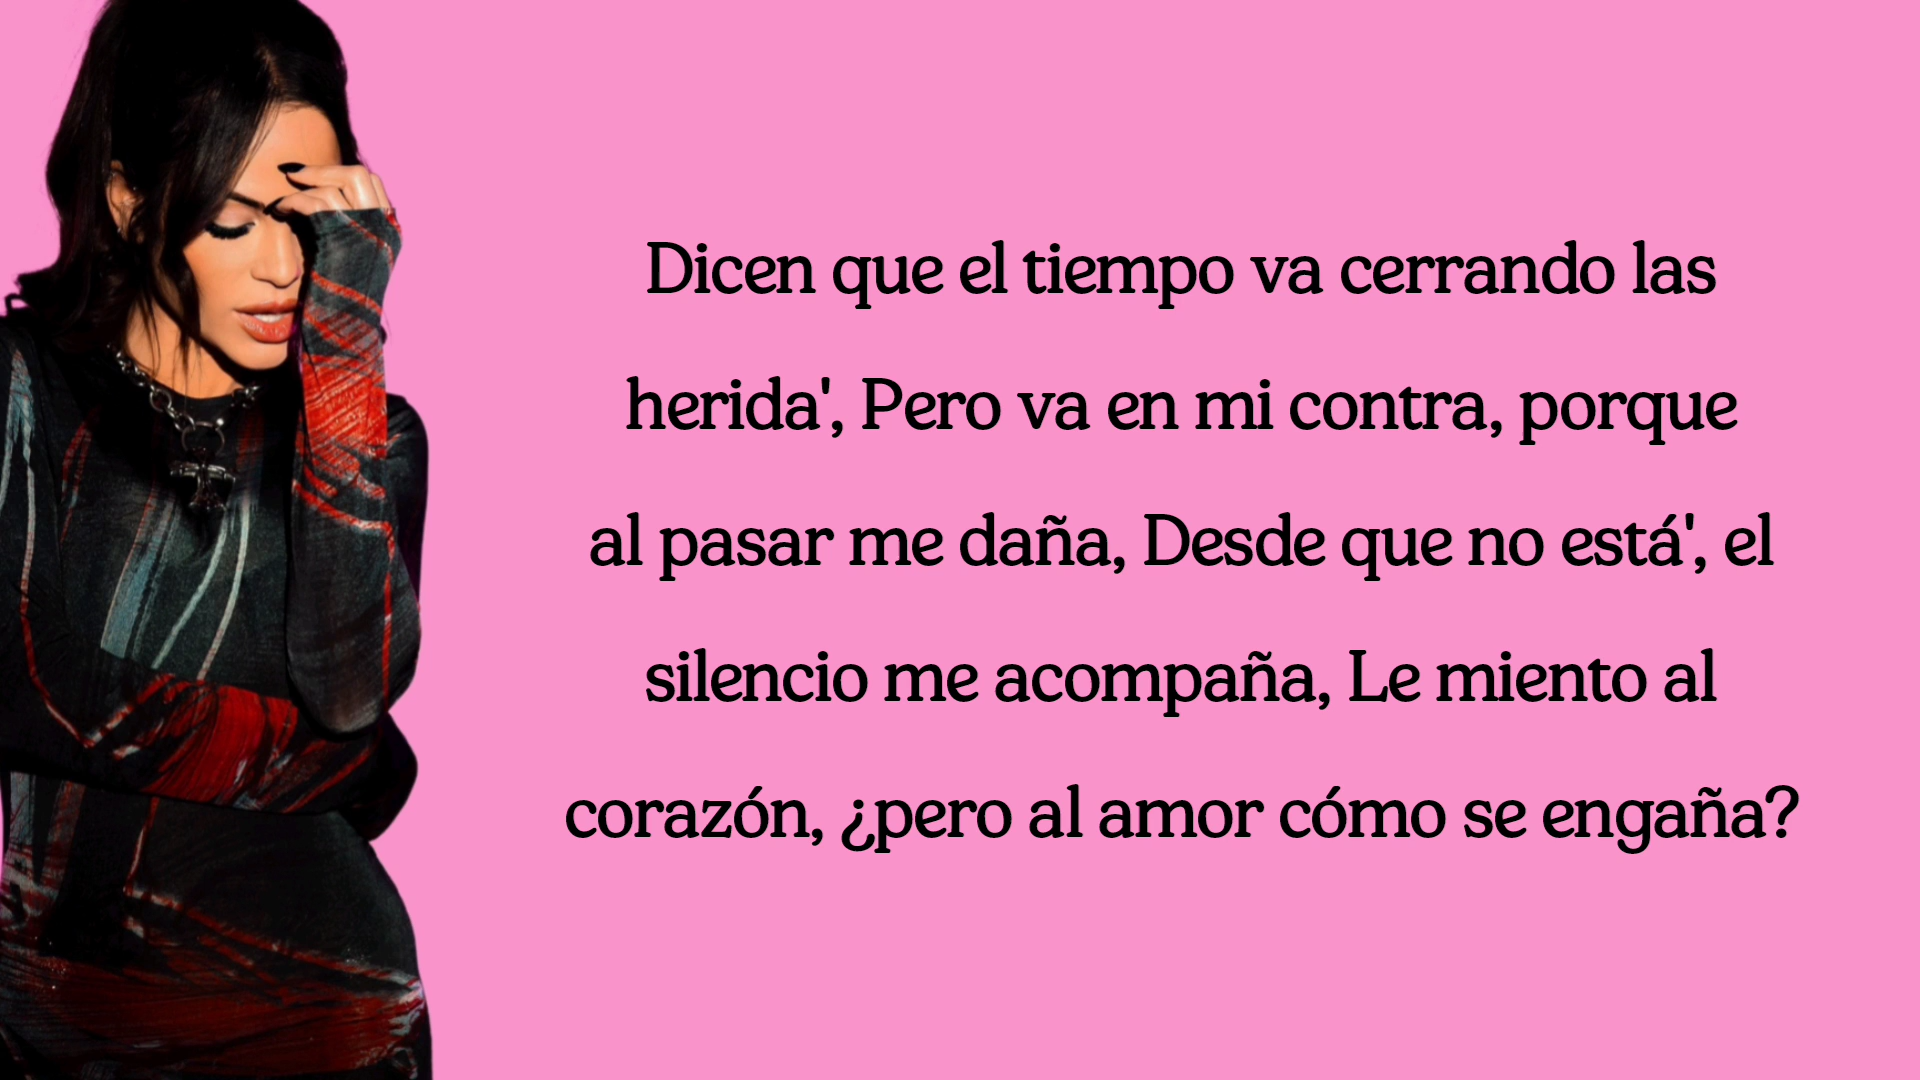 Dicen que el tiempo va cerrando las
herida', Pero va en mi contra, porque
al pasar me daña, Desde que no está', el
silencio me acompaña, Le miento al
corazón, ¿pero al amor cómo se engaña?